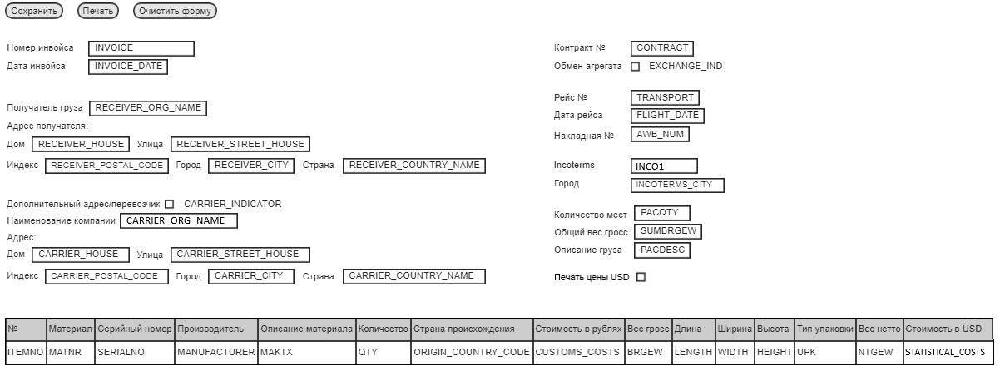 Сохранить Печать Очистить форму
Номер инвойса INVOICE
Дата инвойса INVOICE_DATE
Получатель груза RECEIVER_ORG_NAME
Адрес получателя:
Дом RECEIVER_HOUSE Улица RECEIVER_STREET_HOUSE
Индекс RECEIVER_POSTAL_CODE Город RECEIVER_CITY Страна RECEIVER_COUNTRY_NAME
Дополнительный адрес/перевозчик CARRIER_INDICATOR
Наименование компании CARRIER_ORG_NAME
Адрес:
Дом CARRIER_HOUSE Улица CARRIER_STREET_HOUSE
Индекс CARRIER_POSTAL_CODE Город CARRIER_CITY Страна CARRIER_COUNTRY_NAME
Контракт № CONTRACT
Обмен агрегата EXCHANGE_IND
Рейс № TRANSPORT
Дата рейса FLIGHT_DATE
Накладная № AWB_NUM
Incoterms INCO1
Город INCOTERMS_CITY
Количество мест PACQTY
Общий вес гросс SUMBRGEW
Описание груза PACDESC
Печать цены USD
№ Материал Серийный номер Производитель Описание материала Количество Страна происхождения Стоимость в рублях Вес гросс Длина Ширина Высота Тип упаковки Вес нетто Стоимость в USD
ITEMNO MATNR SERIALNO MANUFACTURER MAKTX QTY ORIGIN_COUNTRY_CODE CUSTOMS_COSTS BRGEW LENGTH WIDTH HEIGHT UPK NTGEW STATISTICAL_COSTS